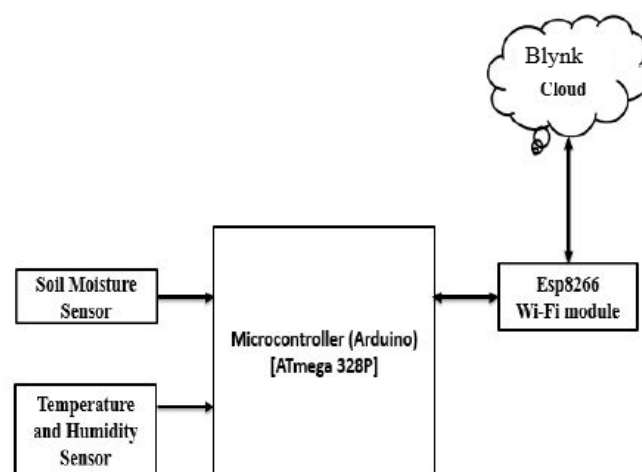 Blynk
Cloud
Soil Moisture
Sensor
Microcontroller (Arduino)
[ATmega 328P]
Esp8266
Wi-Fi module
Temperature
and Humidity
Sensor